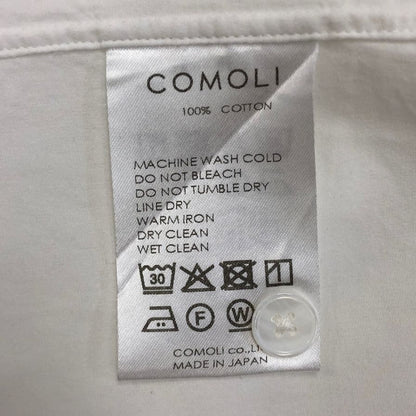 COMOLI
100% COTTON
MACHINE WASH COLD
DO NOT BLEACH
DO NOT TUMBLE DRY
LINE DRY
WARM IRON
DRY CLEAN
WET CLEAN
30
F W
COMOLI co.,L
MADE IN JAPAN